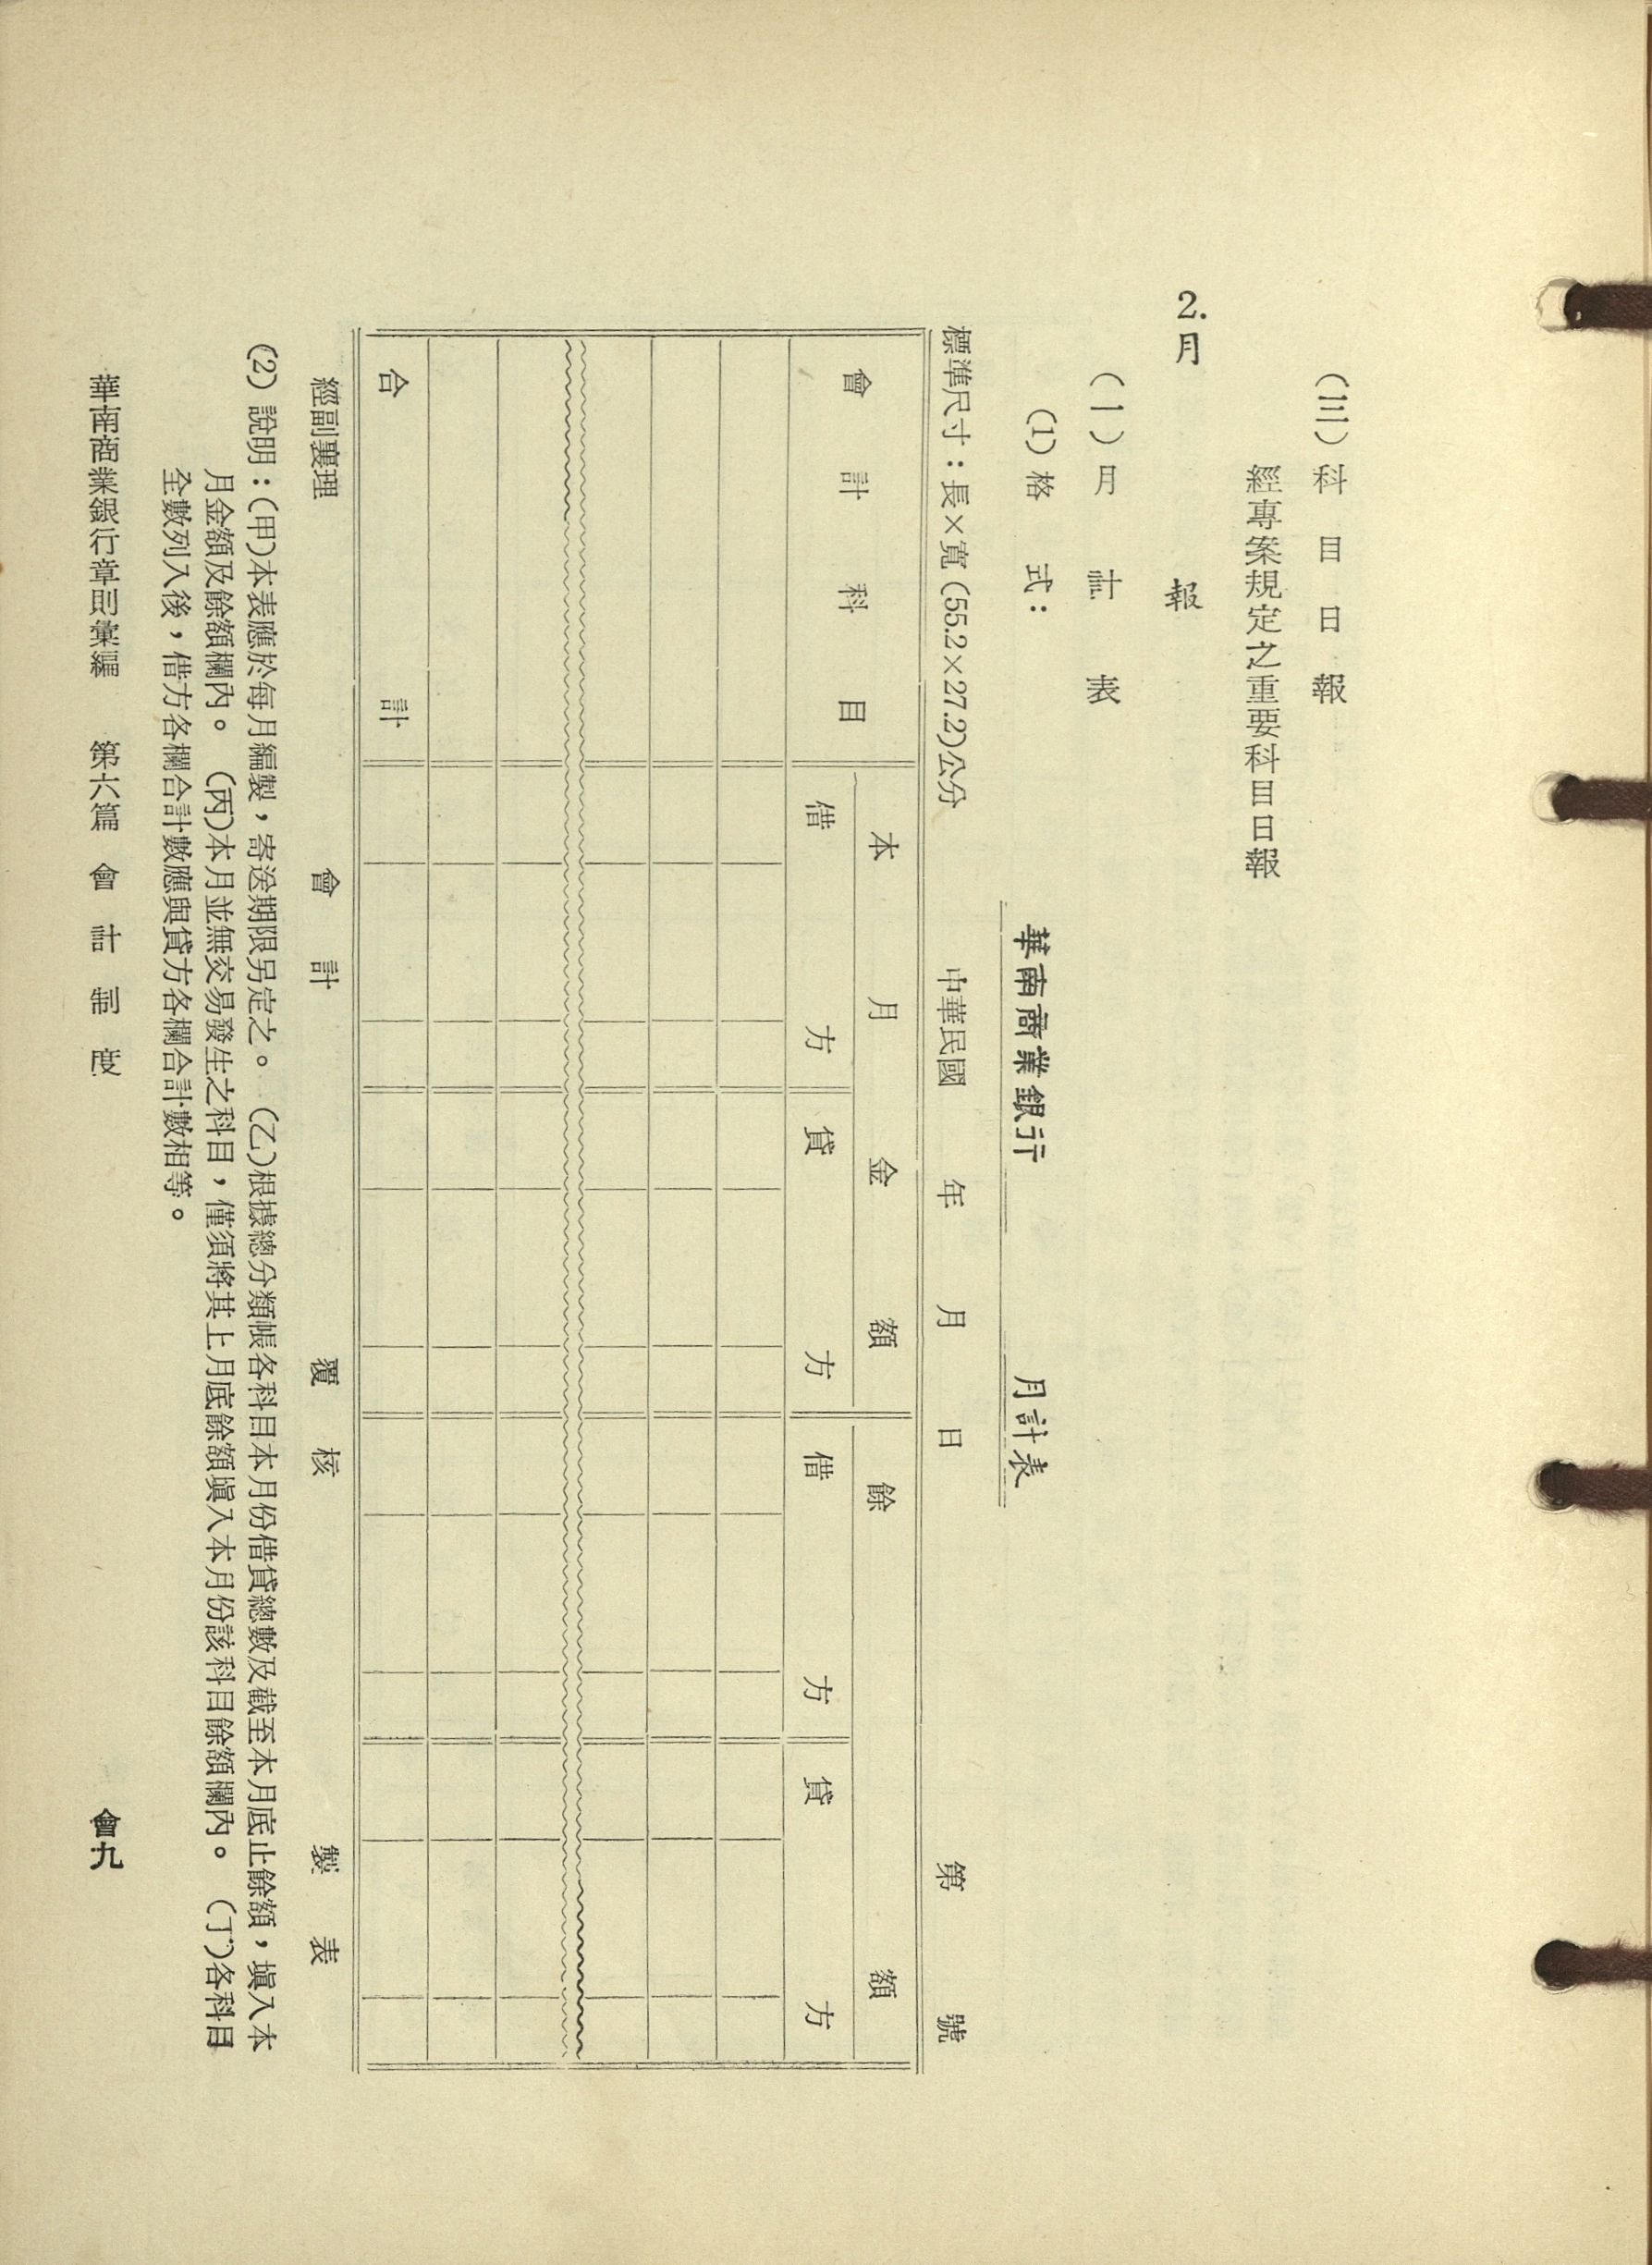 (三)科目日報
經專案規定之重要科目日報
2.月 報
(一)月計表
(1)格 式：
華南商業銀行 月計表
標準尺寸：長×寬(55.2×27.2)公分 中華民國 年 月 日 第 號
會計科目 本月金額 餘額
借方 貸方 借方 貸方
合計
經副襄理 會計 覆核 製表
(2)說明：(甲)本表應於每月編製，寄送期限另定之。(乙)根據總分類帳各科目本月份借貸總數及截至本月底止餘額，塡入本
月金額及餘額欄內。(丙)本月並無交易發生之科目，僅須將其上月底餘額塡入本月份該科目餘額欄內。(丁)各科目
全數列入後，借方各欄合計數應與貸方各欄合計數相等。
華南商業銀行章則彙編 第六篇 會計制度 會九